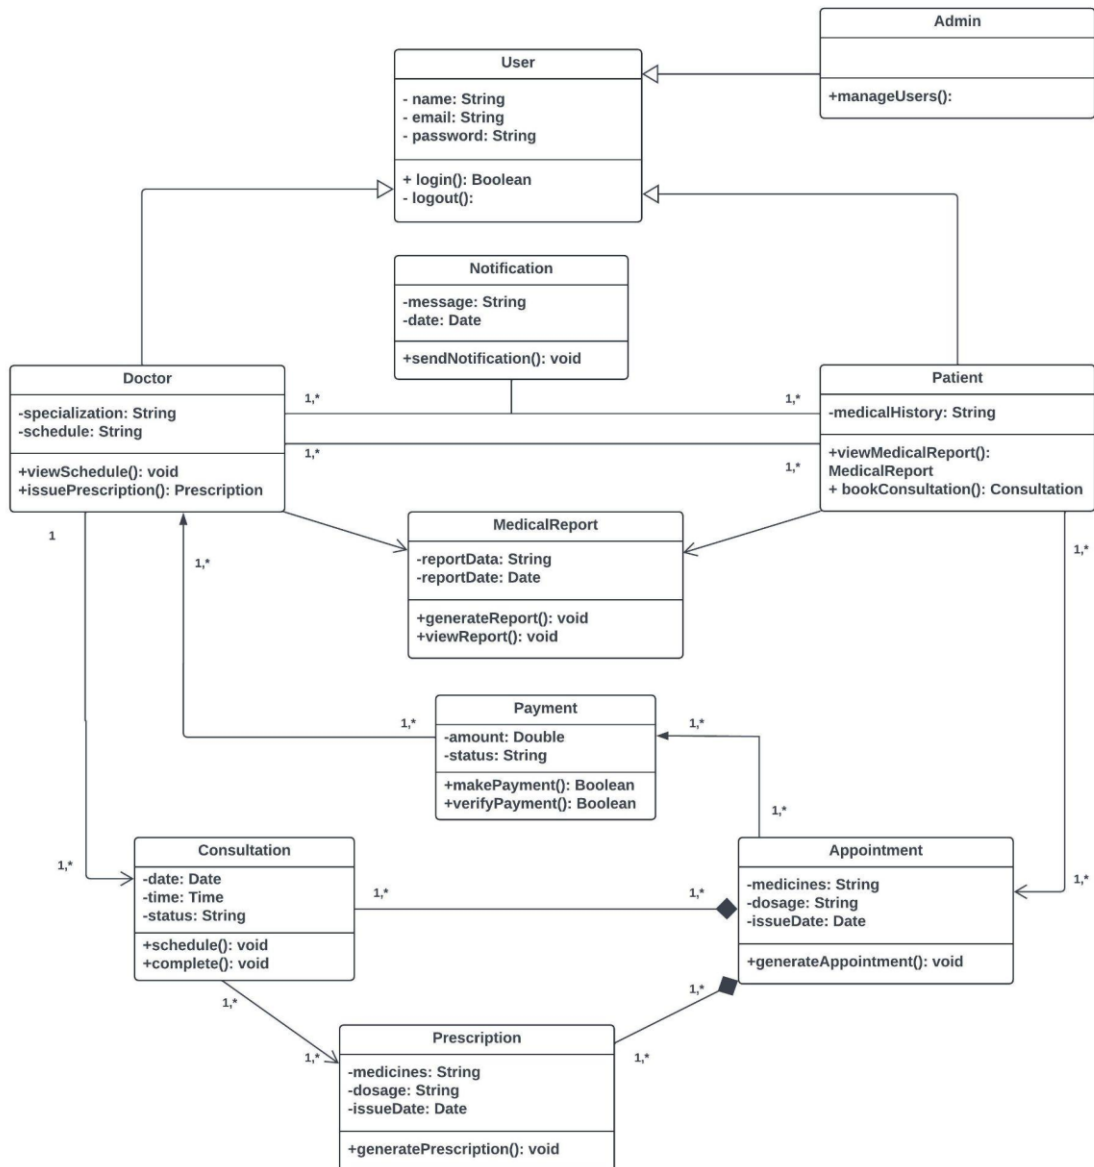 Admin
+manageUsers():
User
- name: String
- email: String
- password: String
+ login(): Boolean
- logout():
Notification
-message: String
-date: Date
+sendNotification(): void
Doctor
-specialization: String
-schedule: String
+viewSchedule(): void
+issuePrescription(): Prescription
1,*
1,*
1,*
1,*
Patient
-medicalHistory: String
+viewMedicalReport():
MedicalReport
+ bookConsultation(): Consultation
1
1,*
MedicalReport
-reportData: String
-reportDate: Date
+generateReport(): void
+viewReport(): void
1,*
1,*
Payment
-amount: Double
-status: String
+makePayment(): Boolean
+verifyPayment(): Boolean
1,*
1,*
1,*
Consultation
-date: Date
-time: Time
-status: String
+schedule(): void
+complete(): void
1,*
1,*
Appointment
-medicines: String
-dosage: String
-issueDate: Date
+generateAppointment(): void
1,*
1,*
1,*
1,*
1,*
Prescription
-medicines: String
-dosage: String
-issueDate: Date
+generatePrescription(): void